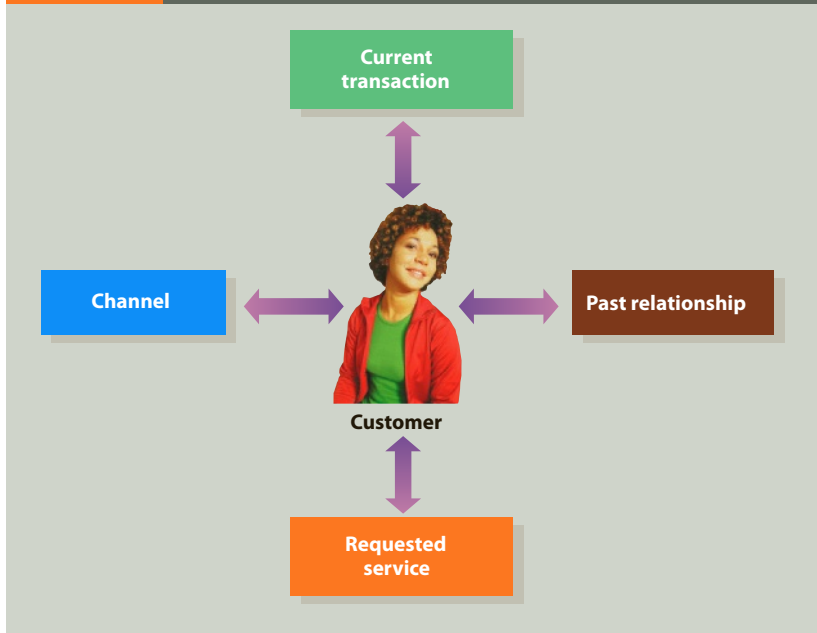 Current
transaction
Channel
Past relationship
Customer
Requested
service